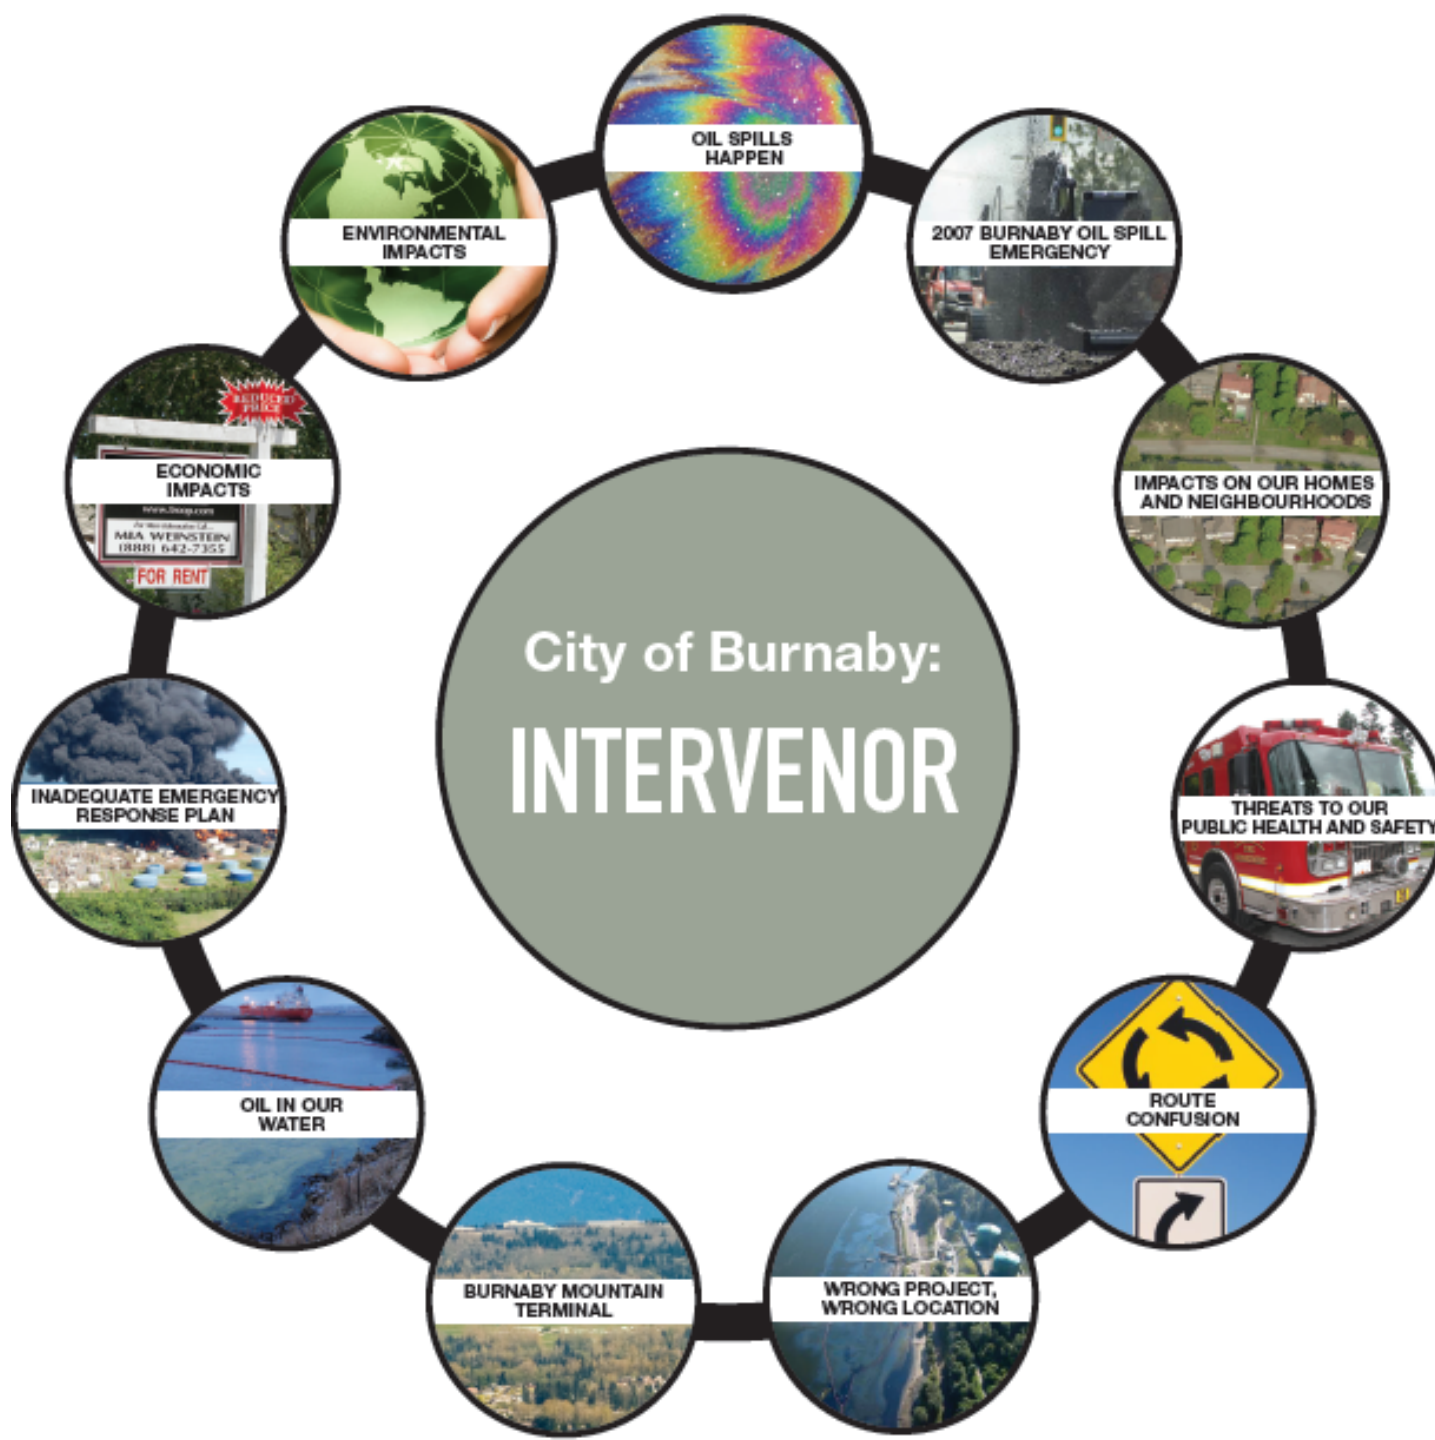 OIL SPILLS
HAPPEN
2007 BURNABY OIL SPILL
EMERGENCY
IMPACTS ON OUR HOMES
AND NEIGHBOURHOODS
THREATS TO OUR
PUBLIC HEALTH AND SAFETY
ROUTE
CONFUSION
WRONG PROJECT,
WRONG LOCATION
BURNABY MOUNTAIN
TERMINAL
OIL IN OUR
WATER
INADEQUATE EMERGENCY
RESPONSE PLAN
REDUCED
PRICE
ECONOMIC
IMPACTS
MIA WEINSTEIN
(888) 642-7355
FOR RENT
ENVIRONMENTAL
IMPACTS
City of Burnaby:
INTERVENOR